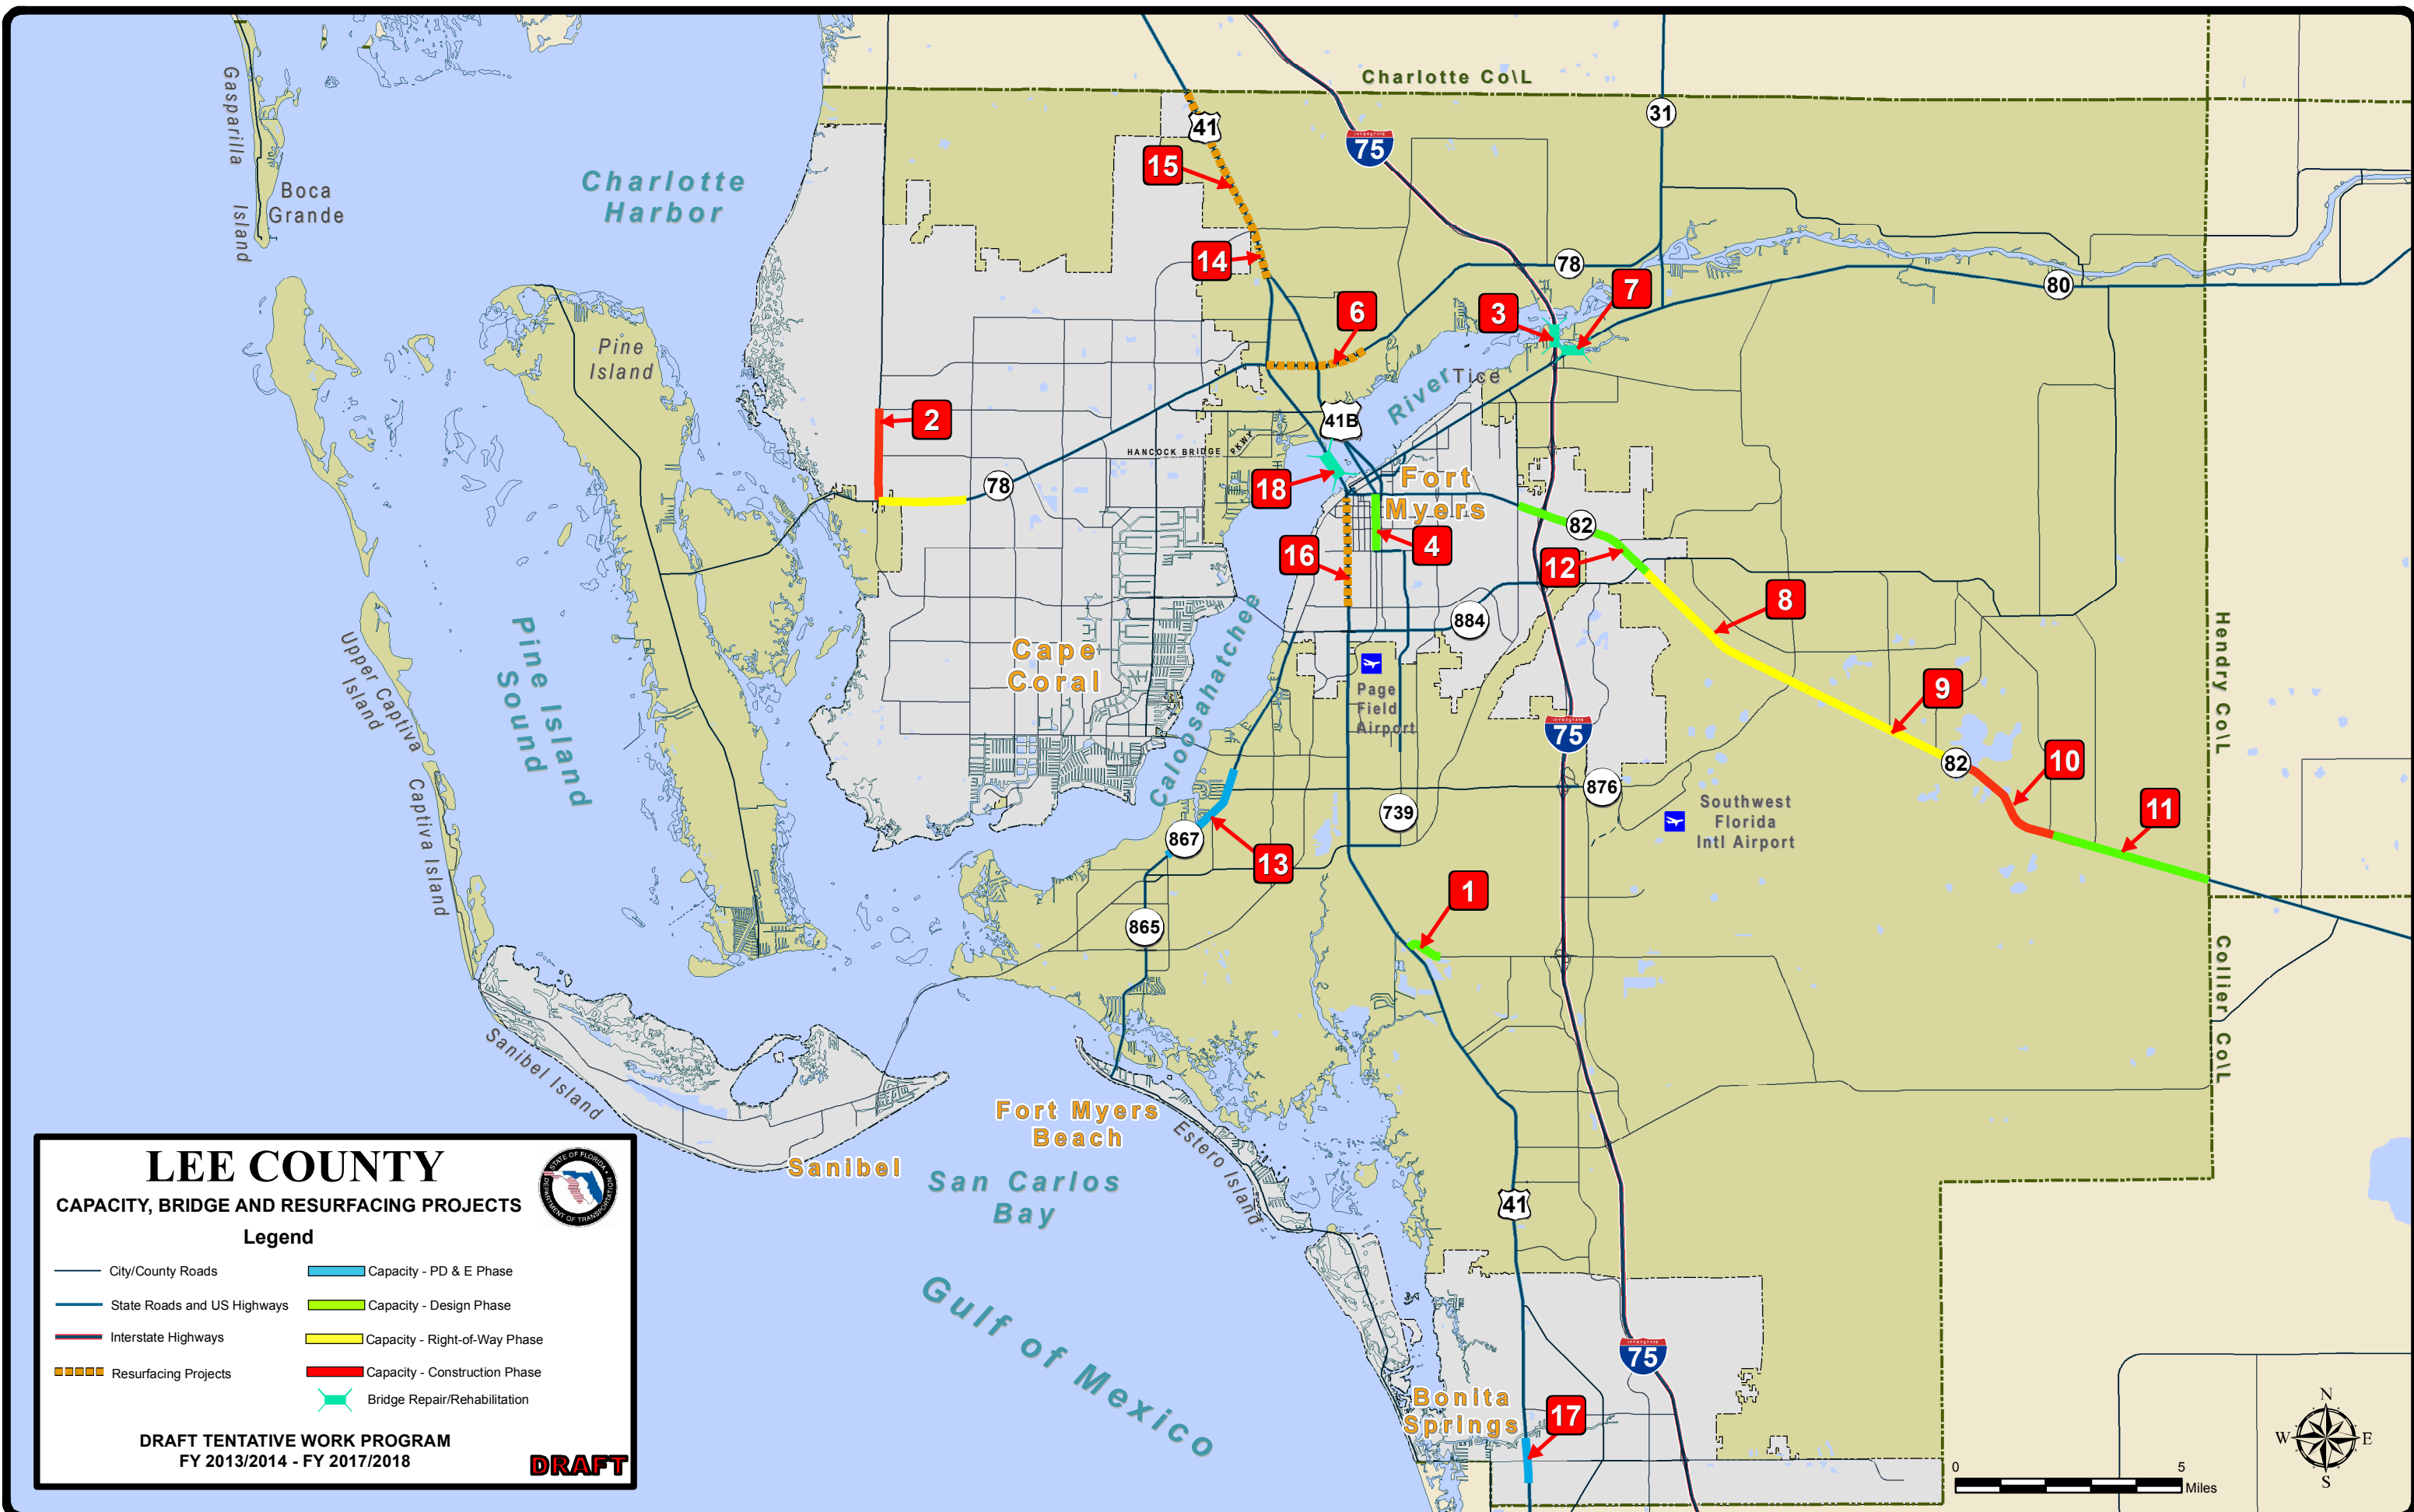 Charlotte Co\L
31
41
75
15
Gasparilla
Island
Boca
Grande
Charlotte
Harbor
14
78
7
80
6
3
Pine
Island
River
Tice
2
41B
HANCOCK BRIDGE PKWY
78
18
Fort
Myers
82
4
16
12
8
884
Hendry Co\L
Cape
Coral
Caloosahatchee
Pine Island
Sound
Upper Captiva
Island
Page
Field
Airport
9
75
82
10
876
Captiva Island
Southwest
Florida
Intl Airport
739
11
867
13
1
865
Collier Co\L
Sanibel Island
Fort Myers
Beach
Estero Island
Sanibel
San Carlos
Bay
41
Gulf of Mexico
75
Bonita
Springs
17
LEE COUNTY
STATE OF FLORIDA
DEPARTMENT OF TRANSPORTATION
CAPACITY, BRIDGE AND RESURFACING PROJECTS
Legend
City/County Roads
Capacity - PD & E Phase
State Roads and US Highways
Capacity - Design Phase
Interstate Highways
Capacity - Right-of-Way Phase
Resurfacing Projects
Capacity - Construction Phase
Bridge Repair/Rehabilitation
DRAFT TENTATIVE WORK PROGRAM
FY 2013/2014 - FY 2017/2018
DRAFT
N
W E
S
0 5
Miles